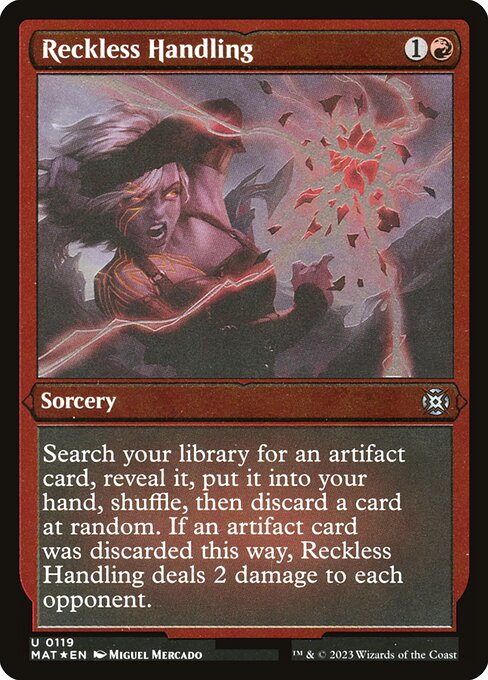 Reckless Handling 1
Sorcery
Search your library for an artifact
card, reveal it, put it into your
hand, shuffle, then discard a card
at random. If an artifact card
was discarded this way, Reckless
Handling deals 2 damage to each
opponent.
U 0119
MAT★EN Miguel Mercado
™ & © 2023 Wizards of the Coast